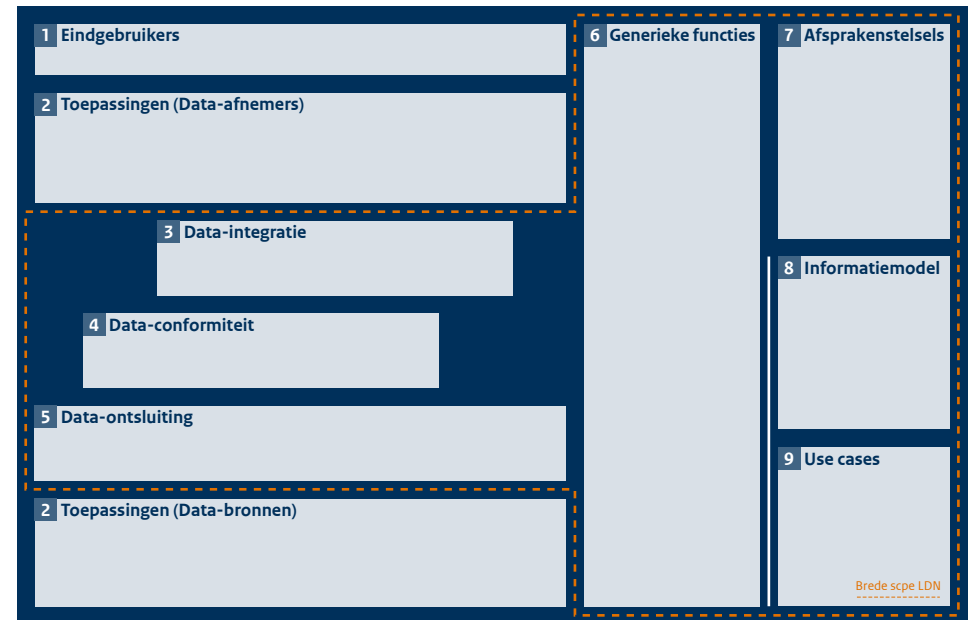 1 Eindgebruikers
2 Toepassingen (Data-afnemers)
3 Data-integratie
4 Data-conformiteit
5 Data-ontsluiting
2 Toepassingen (Data-bronnen)
6 Generieke functies
7 Afsprakenstelsels
8 Informatiemodel
9 Use cases
Brede scpe LDN